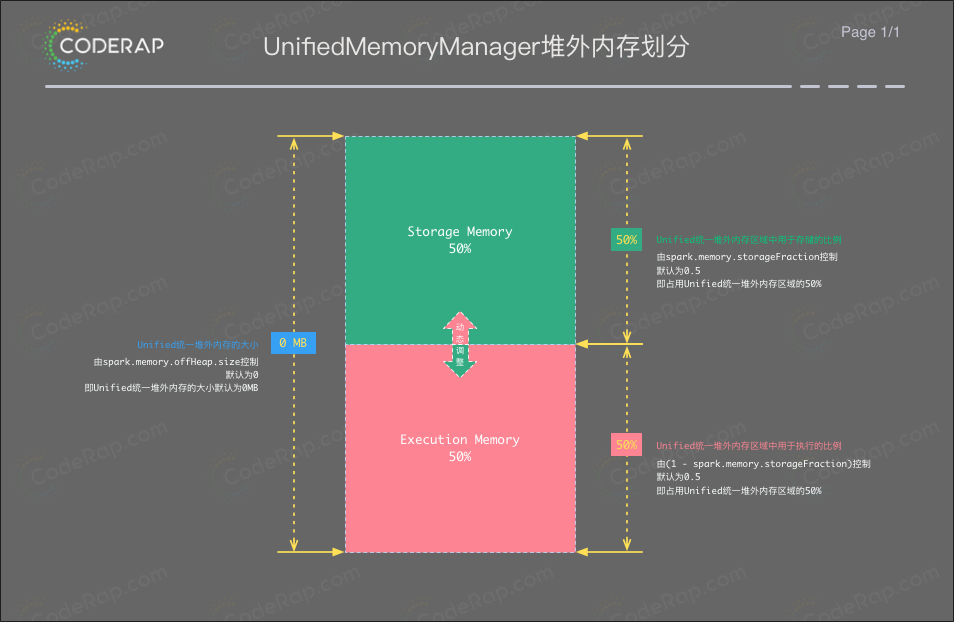 CODERAP
UnifiedMemoryManager堆外内存划分
Page 1/1
Storage Memory
50%
50%
Unified统一堆外内存区域中用于存储的比例
由spark.memory.storageFraction控制
默认为0.5
即占用Unified统一堆外内存区域的50%
动
态
调
整
Unified统一堆外内存的大小
由spark.memory.offHeap.size控制
默认为0
即Unified统一堆外内存的大小默认为0MB
0 MB
Execution Memory
50%
50%
Unified统一堆外内存区域中用于执行的比例
由(1 - spark.memory.storageFraction)控制
默认为0.5
即占用Unified统一堆外内存区域的50%
CodeRap.com